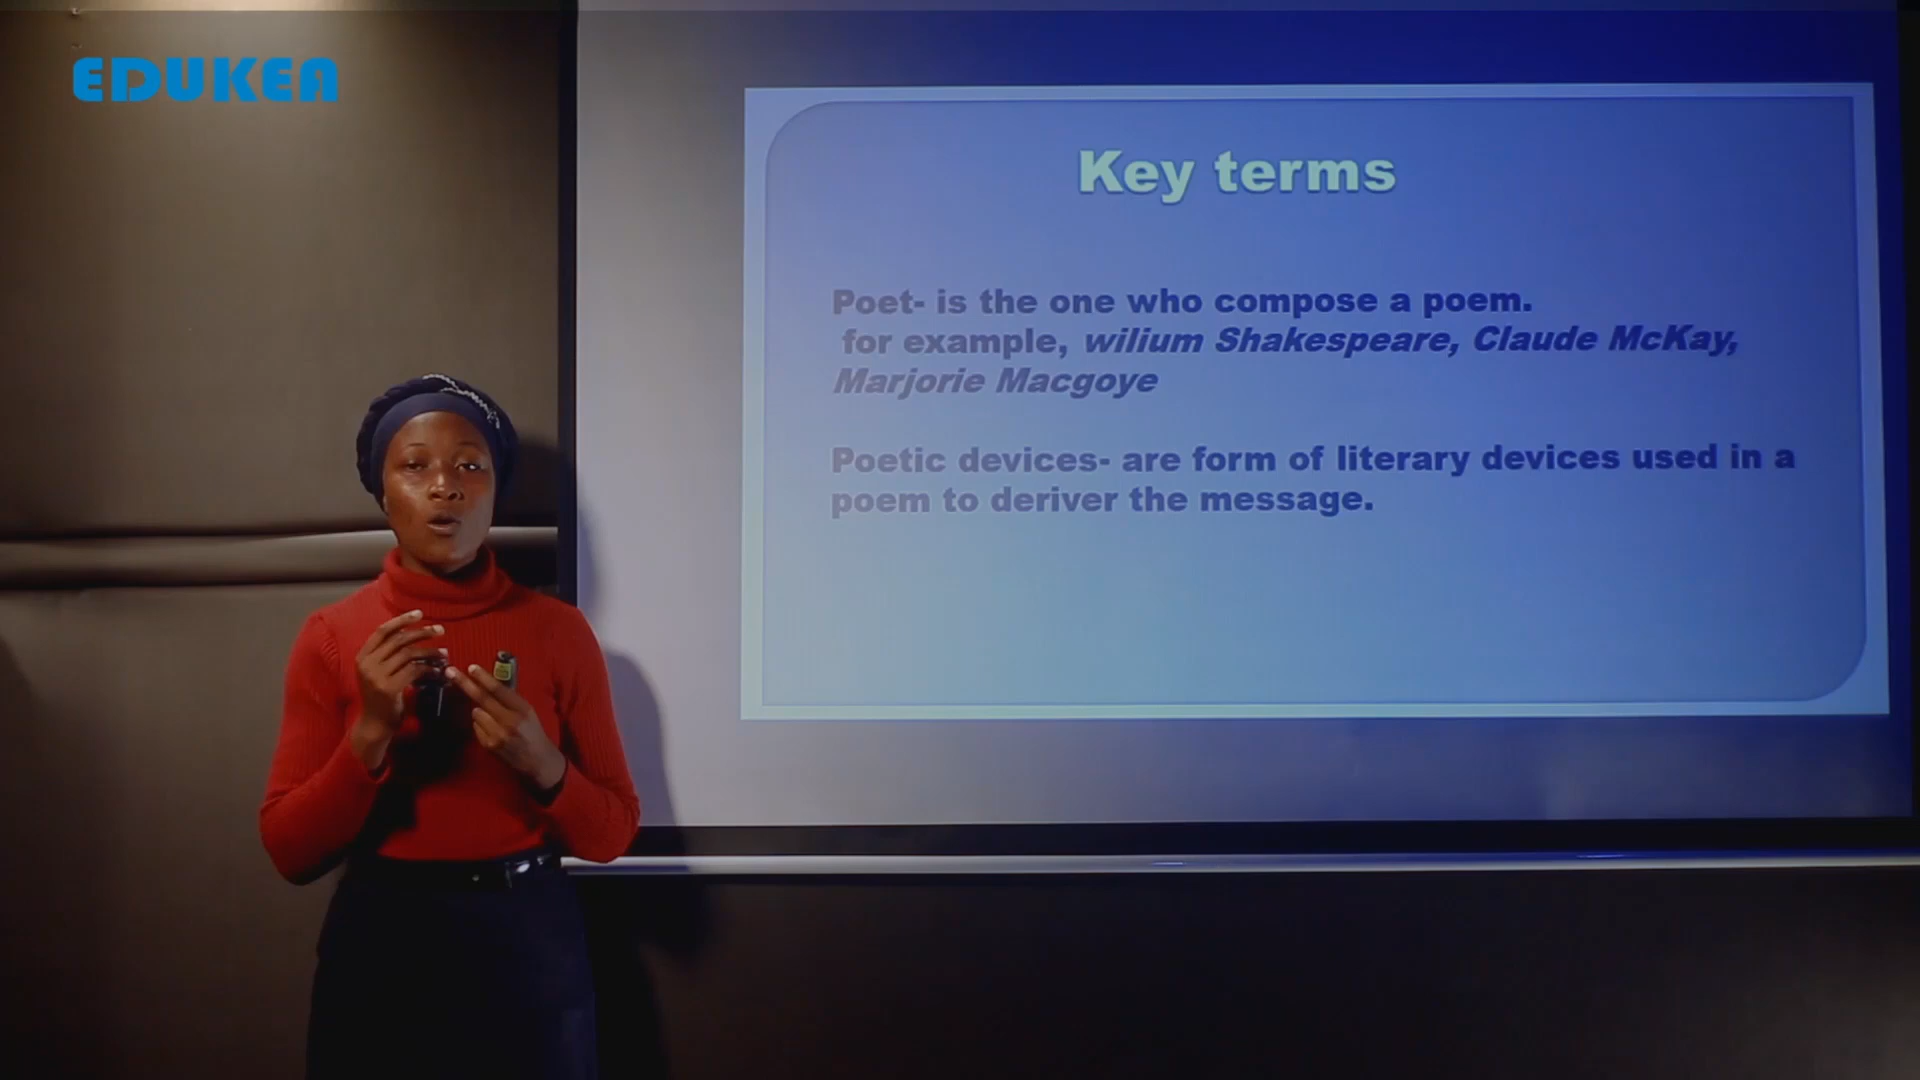 EDUKEA
Key terms
Poet- is the one who compose a poem.
for example, wilium Shakespeare, Claude McKay,
Marjorie Macgoye
Poetic devices- are form of literary devices used in a
poem to deriver the message.